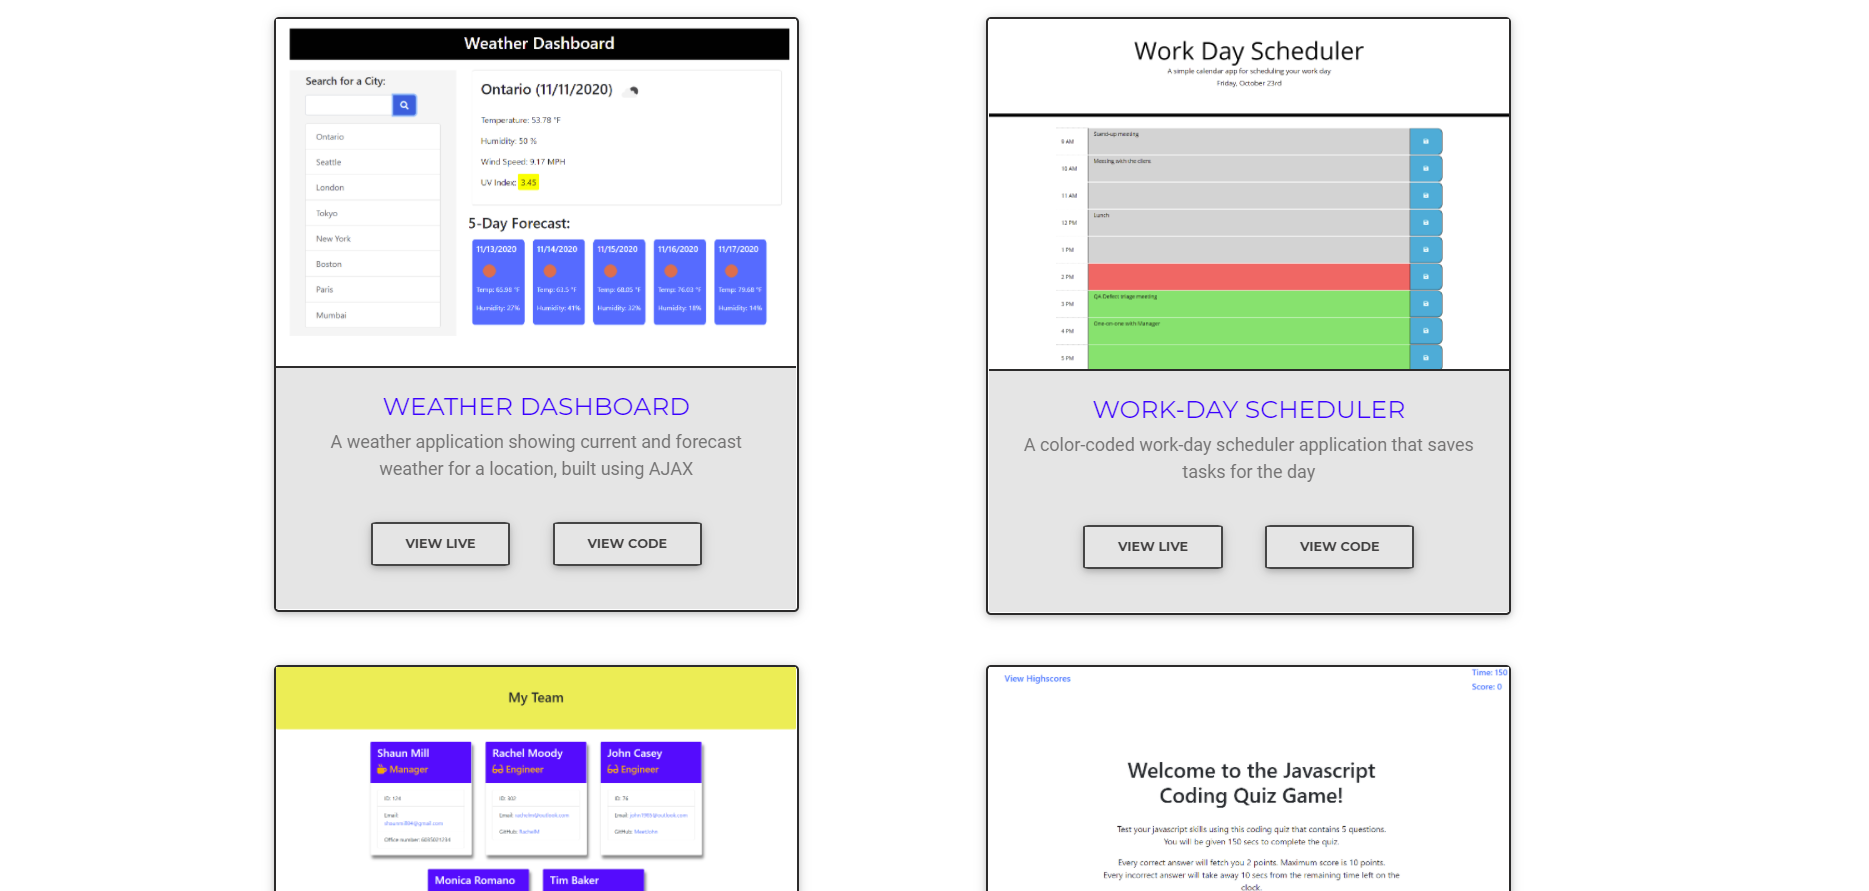 Weather Dashboard
Search for a City:
Ontario
Seattle
London
Tokyo
New York
Boston
Paris
Mumbai
Ontario (11/11/2020)
Temperature: 53.78 °F
Humidity: 50 %
Wind Speed: 9.17 MPH
UV Index: 3.45
5-Day Forecast:
11/13/2020 11/14/2020 11/15/2020 11/16/2020 11/17/2020
Temp: 65.98 °F Temp: 63.5 °F Temp: 68.05 °F Temp: 76.03 °F Temp: 79.68 °F
Humidity: 27% Humidity: 41% Humidity: 32% Humidity: 18% Humidity: 14%
WEATHER DASHBOARD
A weather application showing current and forecast
weather for a location, built using AJAX
VIEW LIVE VIEW CODE
Work Day Scheduler
A simple calendar app for scheduling your work day
Friday, October 23rd
9 AM Stand-up meeting
10 AM Meeting with the client
11 AM
12 PM Lunch
1 PM
2 PM
3 PM QA Defect triage meeting
4 PM One-on-one with Manager
5 PM
WORK-DAY SCHEDULER
A color-coded work-day scheduler application that saves
tasks for the day
VIEW LIVE VIEW CODE
My Team
Shaun Mill Rachel Moody John Casey
Manager Engineer Engineer
ID: 124 ID: 302 ID: 76
Email: Email: rachelm@outlook.com Email:
GitHub: RachelM GitHub:
Office number:
Monica Romano Tim Baker
View Highscores
Time: 150
Score: 0
Welcome to the Javascript
Coding Quiz Game!
Test your javascript skills using this coding quiz that contains 5 questions.
You will be given 150 secs to complete the quiz.
Every correct answer will fetch you 2 points. Maximum score is 10 points.
Every incorrect answer will take away 10 secs from the remaining time left on the
clock.